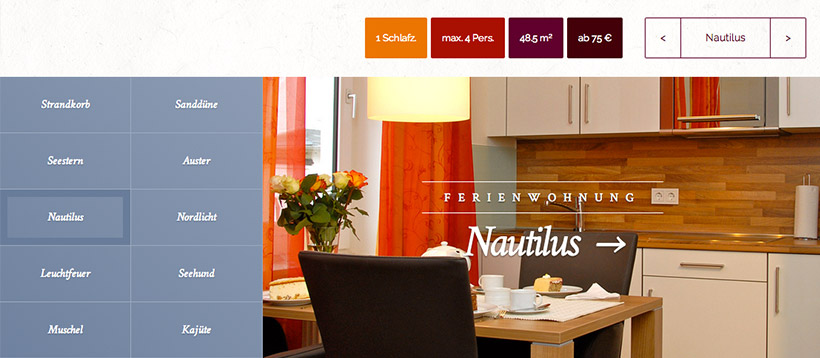 1 Schlafz.
max. 4 Pers.
48.5 m²
ab 75 €
< Nautilus >
Strandkorb
Sanddüne
Seestern
Auster
Nautilus
Nordlicht
Leuchtfeuer
Seehund
Muschel
Kajüte
FERIENWOHNUNG
Nautilus →